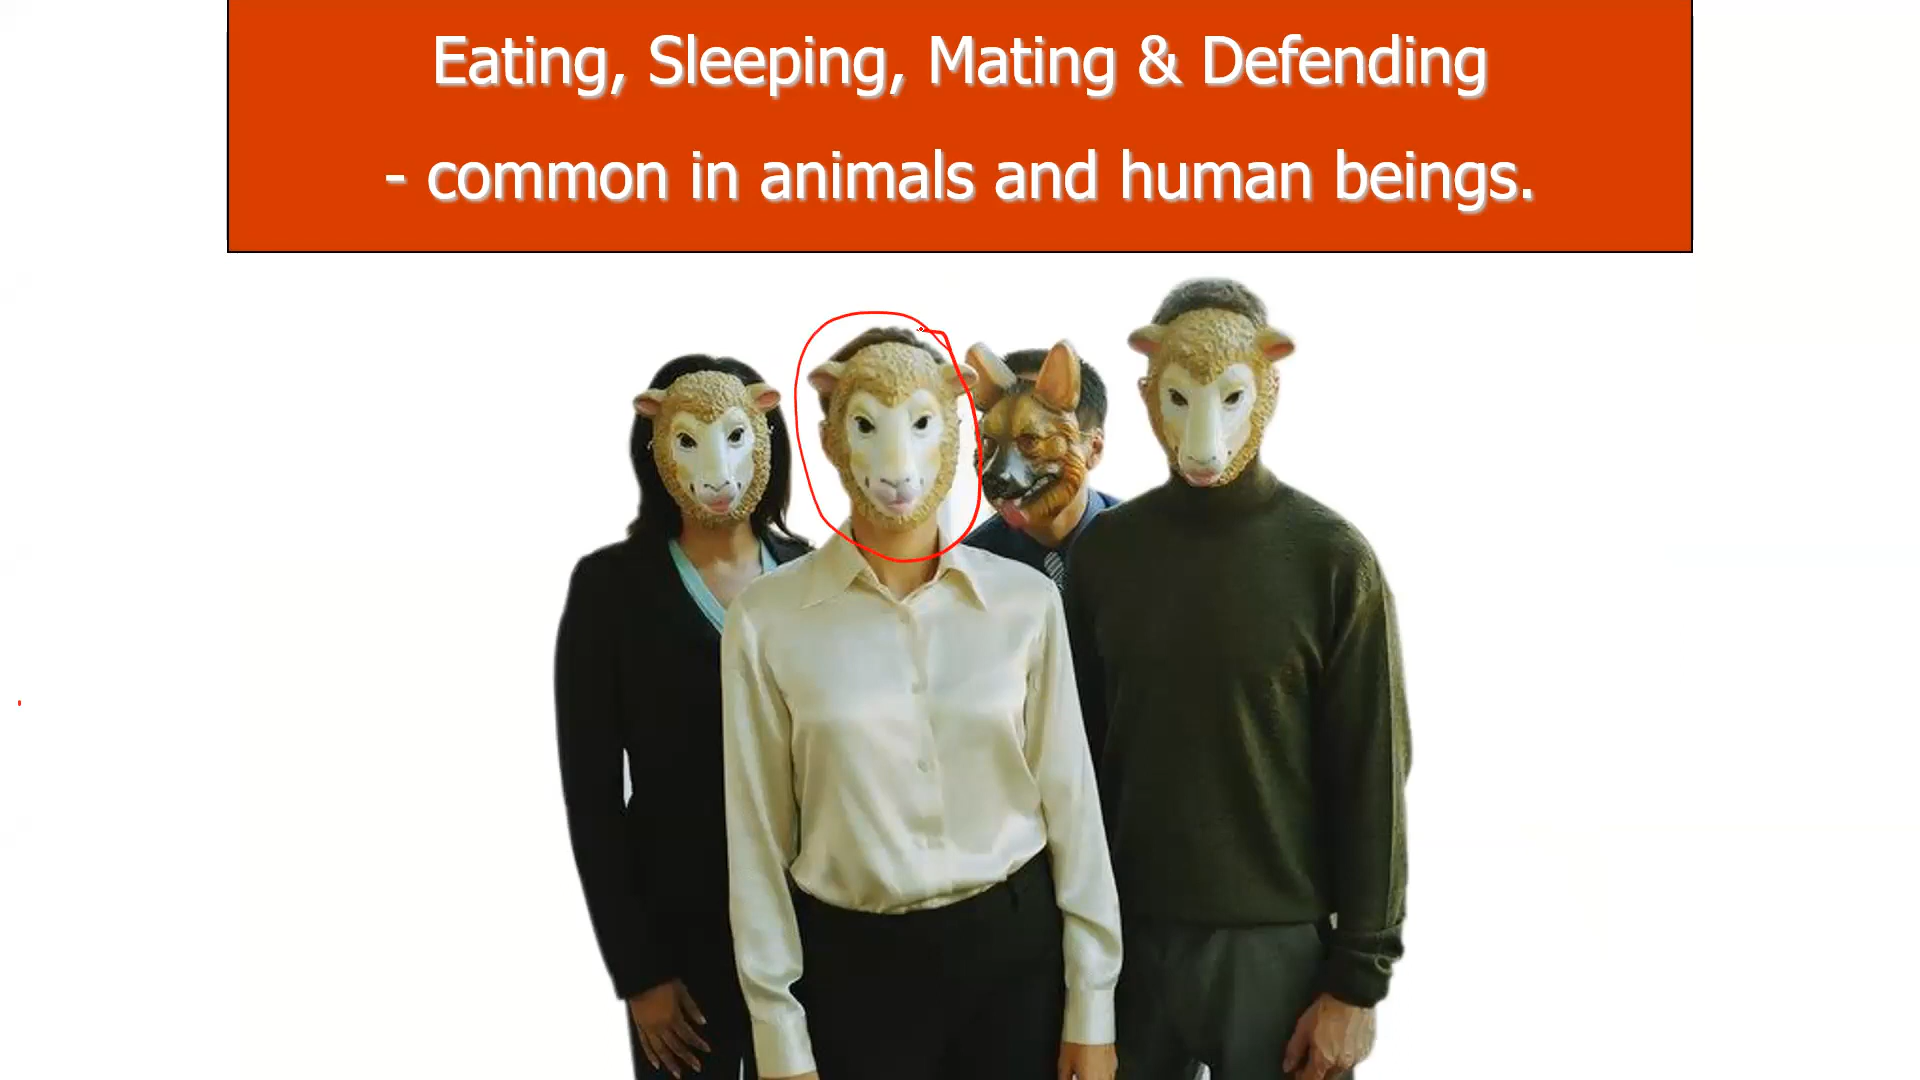 Eating, Sleeping, Mating & Defending
- common in animals and human beings.